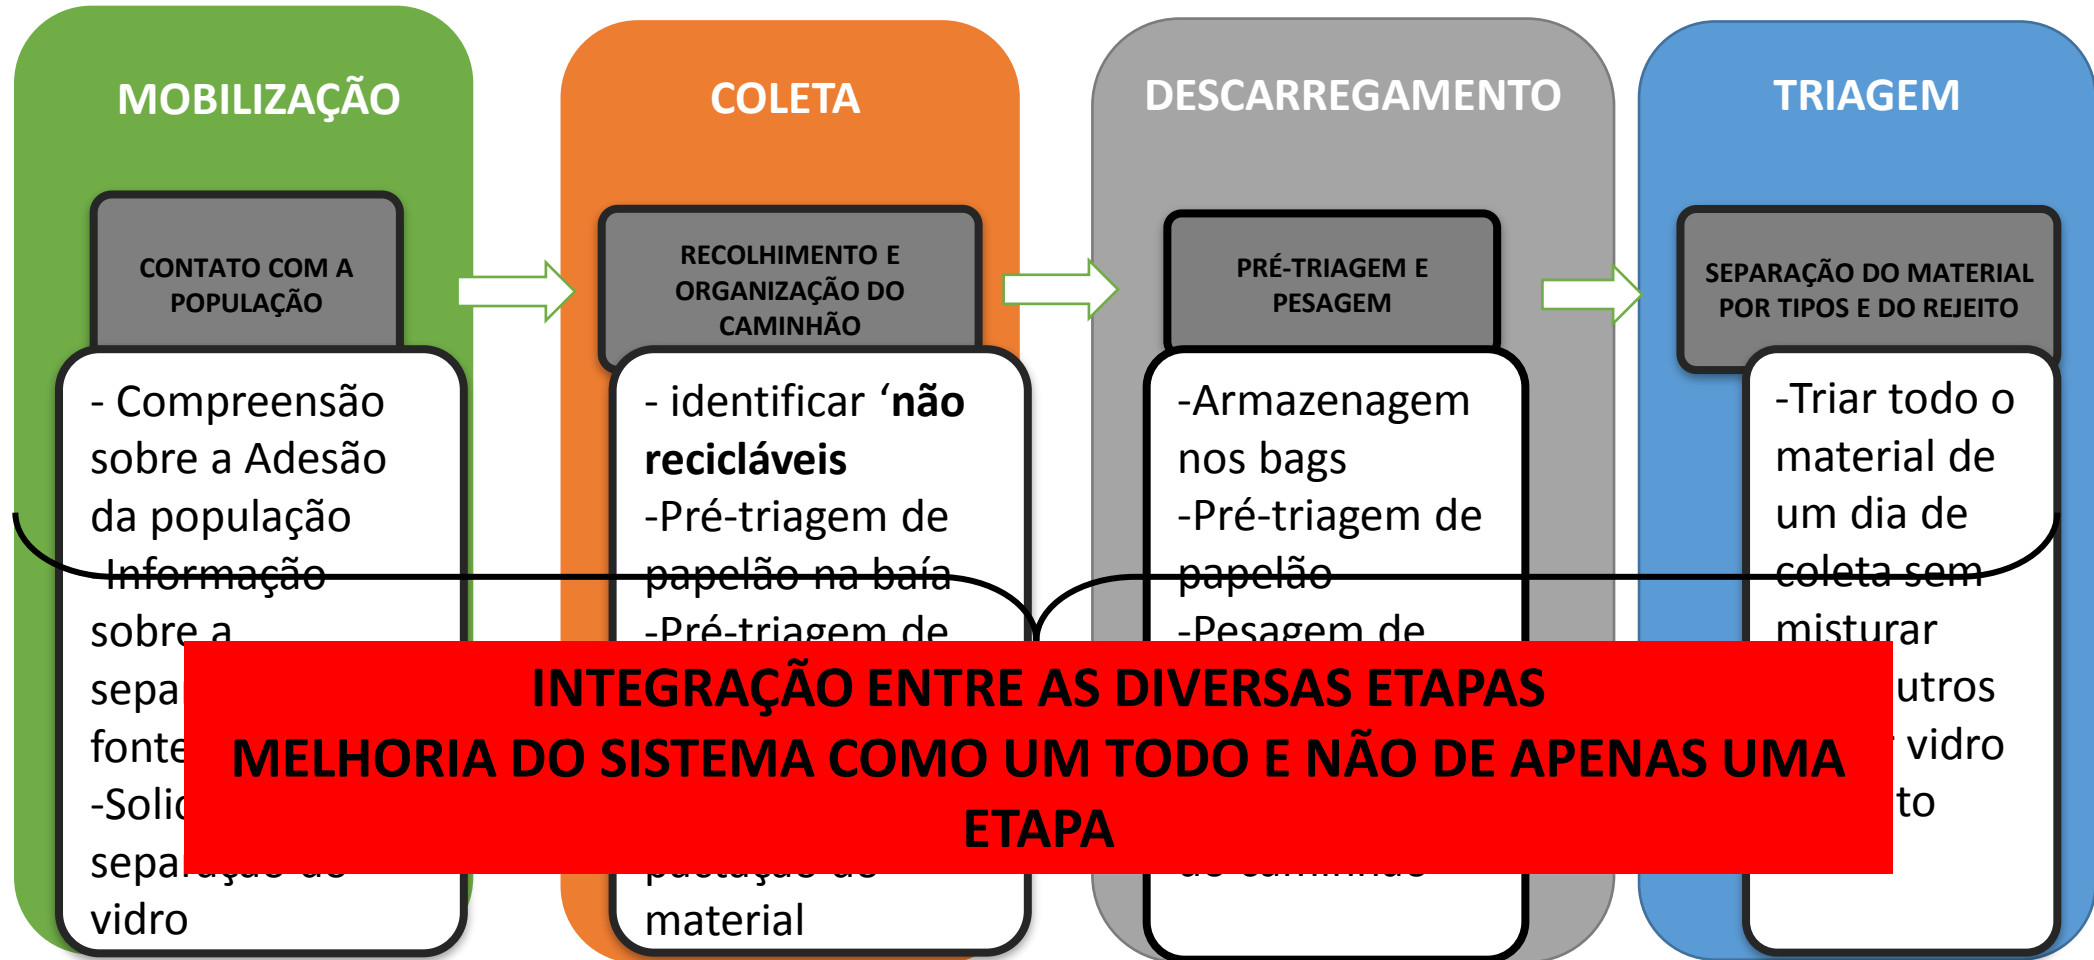 MOBILIZAÇÃO
CONTATO COM A
POPULAÇÃO
- Compreensão
sobre a Adesão
da população
-Informação
sobre a
vidro
COLETA
RECOLHIMENTO E
ORGANIZAÇÃO DO
CAMINHÃO
- identificar ‘não
recicláveis
-Pré-triagem de
papelão na baía
-Pré-triagem de
material
DESCARREGAMENTO
PRÉ-TRIAGEM E
PESAGEM
-Armazenagem
nos bags
-Pré-triagem de
papelão
-Pesagem de
TRIAGEM
SEPARAÇÃO DO MATERIAL
POR TIPOS E DO REJEITO
-Triar todo o
material de
um dia de
coleta sem
misturar
vidro
INTEGRAÇÃO ENTRE AS DIVERSAS ETAPAS
MELHORIA DO SISTEMA COMO UM TODO E NÃO DE APENAS UMA
ETAPA